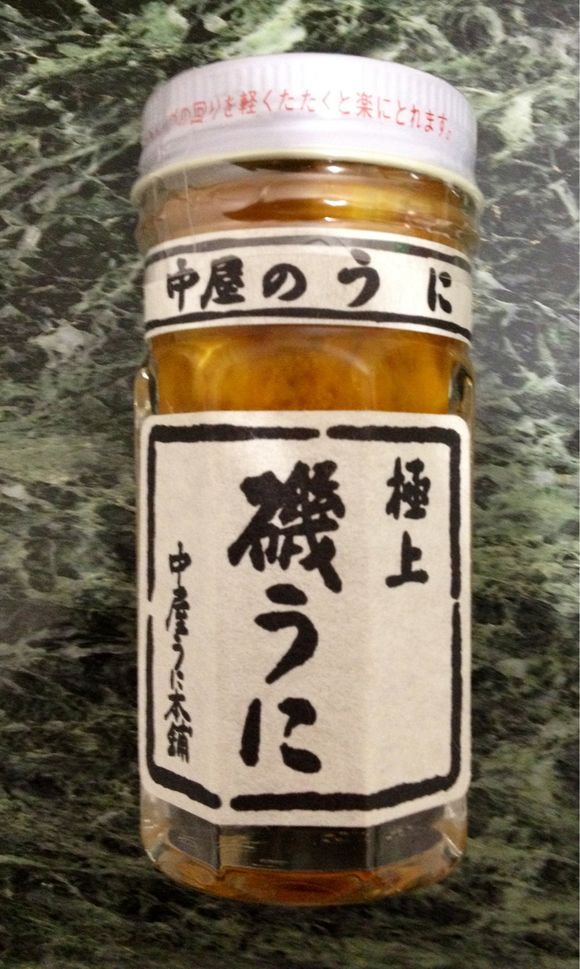 の回りを軽くたたくと楽にとれます。
中屋のうに
極上
磯うに
中屋うに本舗